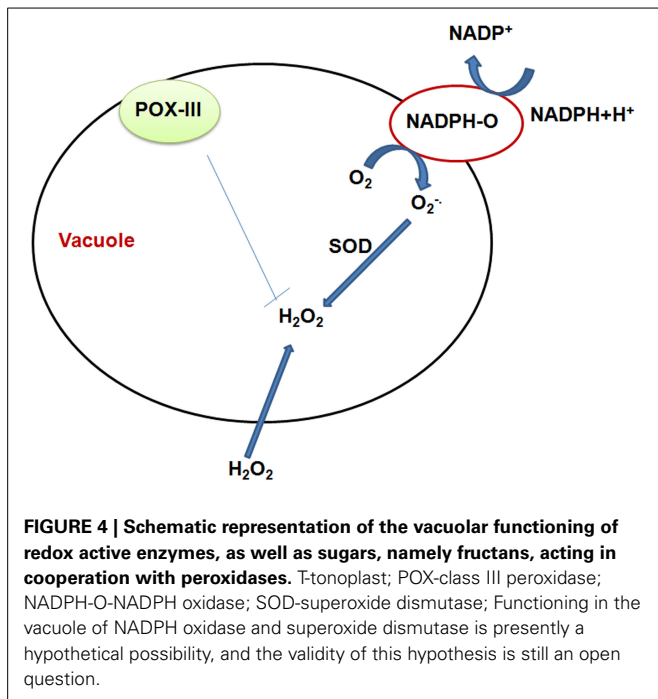 NADP⁺
POX-III
NADPH-O
NADPH+H⁺
O₂
O₂⁻·
Vacuole
SOD
H₂O₂
H₂O₂
FIGURE 4 | Schematic representation of the vacuolar functioning of
redox active enzymes, as well as sugars, namely fructans, acting in
cooperation with peroxidases. T-tonoplast; POX-class III peroxidase;
NADPH-O-NADPH oxidase; SOD-superoxide dismutase; Functioning in the
vacuole of NADPH oxidase and superoxide dismutase is presently a
hypothetical possibility, and the validity of this hypothesis is still an open
question.